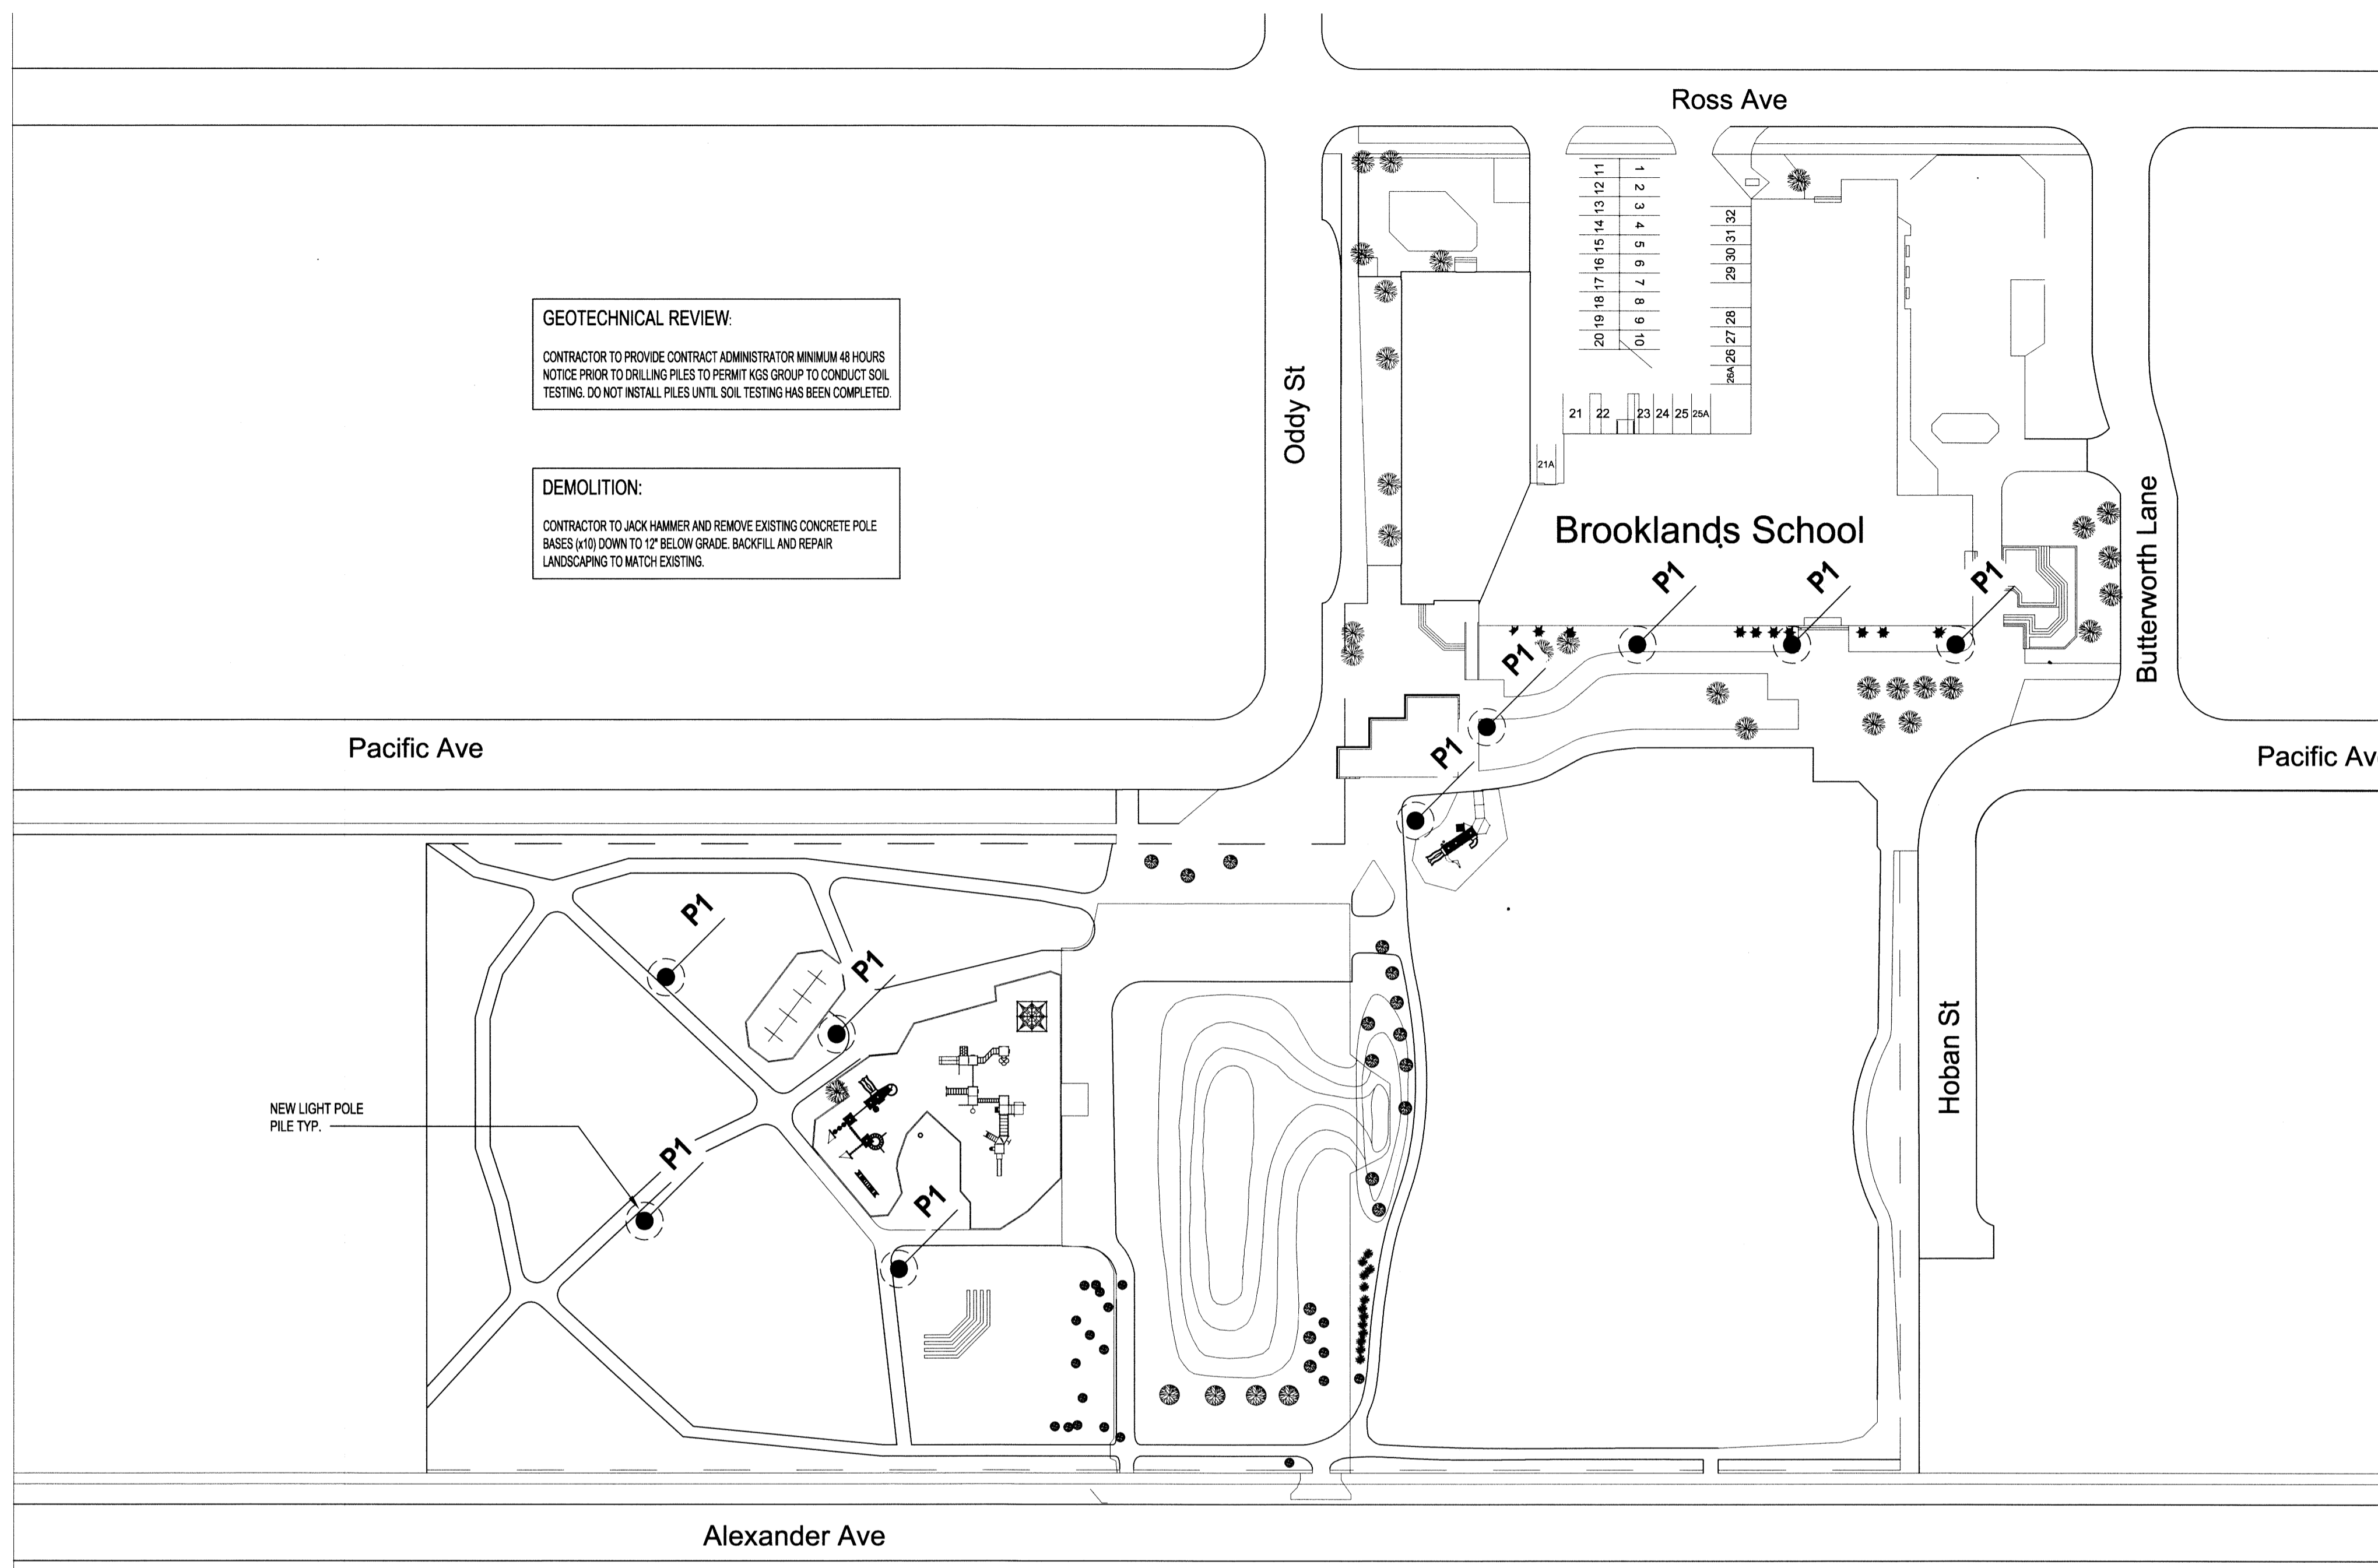 Ross Ave
11
12
13
14
15
16
17
18
19
20
1
2
3
4
5
6
7
8
9
10
32
31
30
29
28
27
26
26A
21
22
23
24
25
25A
21A
GEOTECHNICAL REVIEW:
CONTRACTOR TO PROVIDE CONTRACT ADMINISTRATOR MINIMUM 48 HOURS
NOTICE PRIOR TO DRILLING PILES TO PERMIT KGS GROUP TO CONDUCT SOIL
TESTING. DO NOT INSTALL PILES UNTIL SOIL TESTING HAS BEEN COMPLETED.
DEMOLITION:
CONTRACTOR TO JACK HAMMER AND REMOVE EXISTING CONCRETE POLE
BASES (x10) DOWN TO 12" BELOW GRADE. BACKFILL AND REPAIR
LANDSCAPING TO MATCH EXISTING.
Oddy St
Brooklands School
Butterworth Lane
P1
P1
P1
P1
P1
Pacific Ave
Pacific Av
P1
P1
Hoban St
NEW LIGHT POLE
PILE TYP.
P1
P1
Alexander Ave